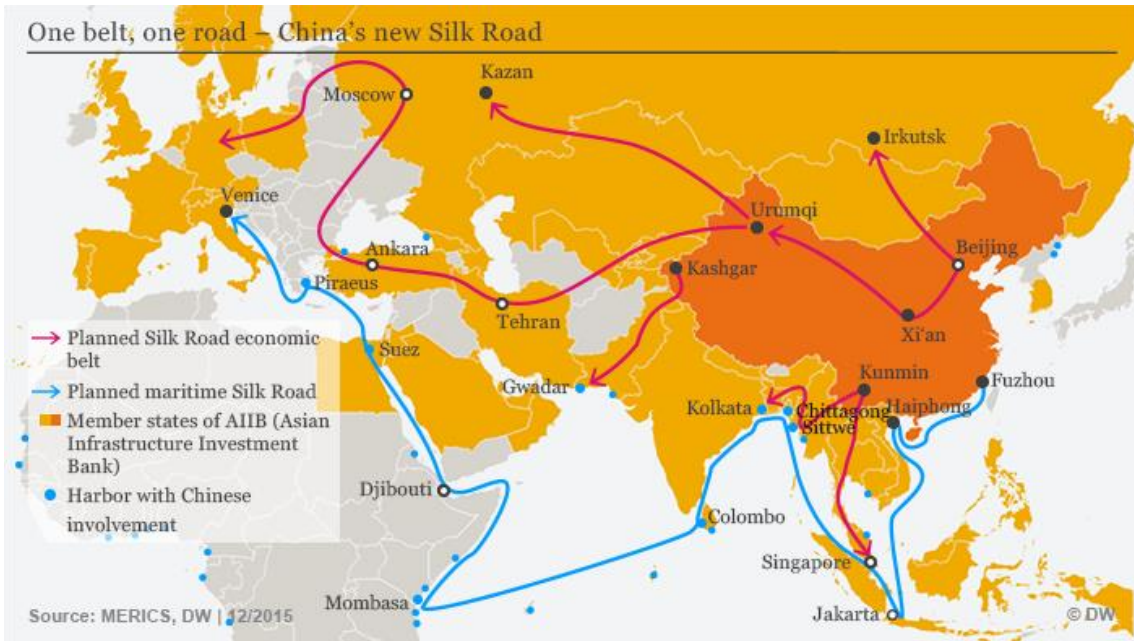 One belt, one road – China's new Silk Road
Kazan
Moscow
Irkutsk
Venice
Urumqi
Ankara
Beijing
Kashgar
Piraeus
Tehran
Xi'an
Planned Silk Road economic
belt
Suez
Kunmin
Fuzhou
Gwadar
Planned maritime Silk Road
Kolkata
Chittagong
Haiphong
Sittwe
Member states of AIIB (Asian
Infrastructure Investment
Bank)
Djibouti
Harbor with Chinese
involvement
Colombo
Singapore
Mombasa
Jakarta
Source: MERICS, DW | 12/2015
© DW